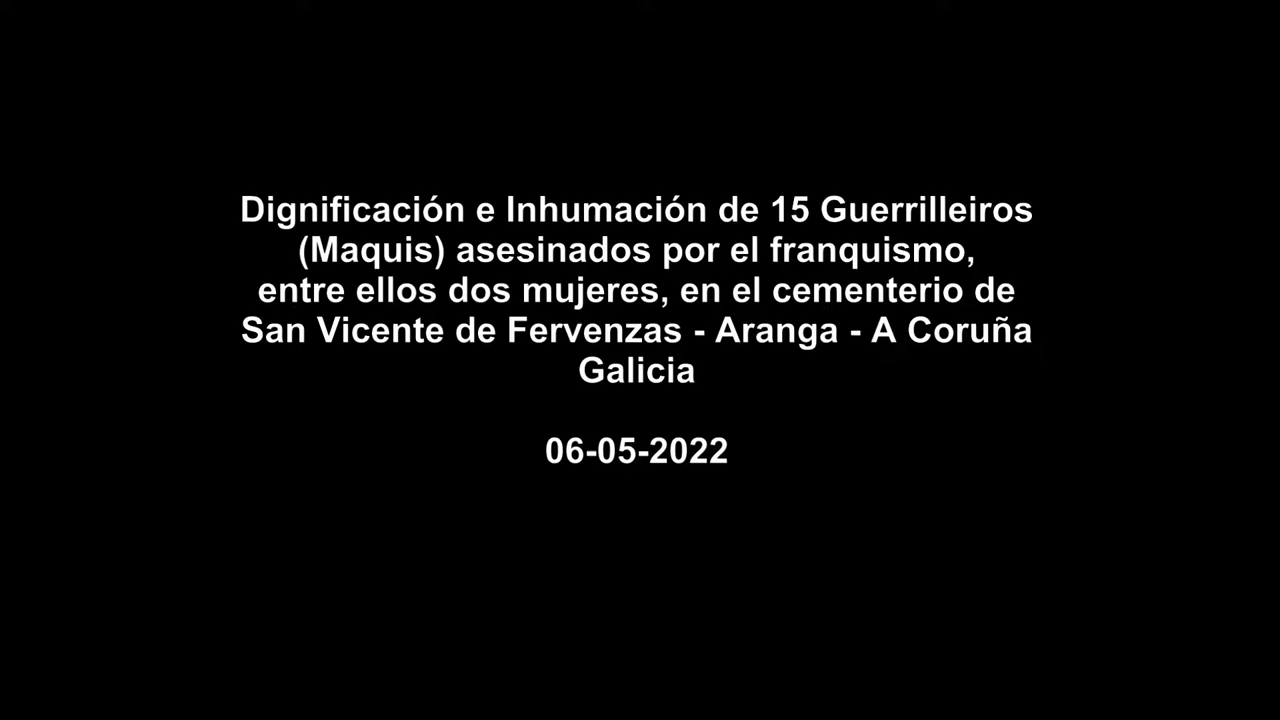 Dignificación e Inhumación de 15 Guerrilleiros
(Maquis) asesinados por el franquismo,
entre ellos dos mujeres, en el cementerio de
San Vicente de Fervenzas - Aranga - A Coruña
Galicia
06-05-2022